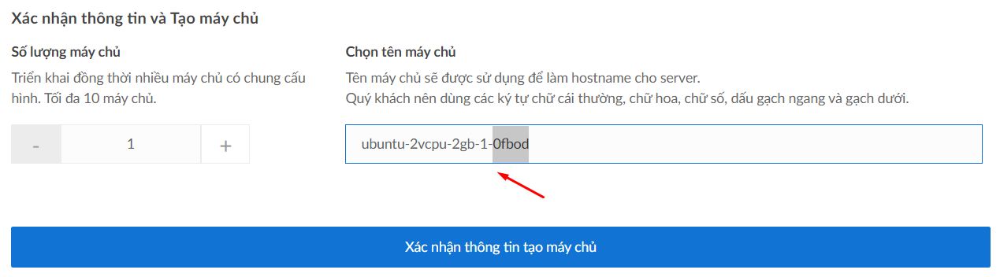 Xác nhận thông tin và Tạo máy chủ
Số lượng máy chủ
Triển khai đồng thời nhiều máy chủ có chung cấu
hình. Tối đa 10 máy chủ.
- 1 +
Chọn tên máy chủ
Tên máy chủ sẽ được sử dụng để làm hostname cho server.
Quý khách nên dùng các ký tự chữ cái thường, chữ hoa, chữ số, dấu gạch ngang và gạch dưới.
ubuntu-2vcpu-2gb-1-0fbod
Xác nhận thông tin tạo máy chủ